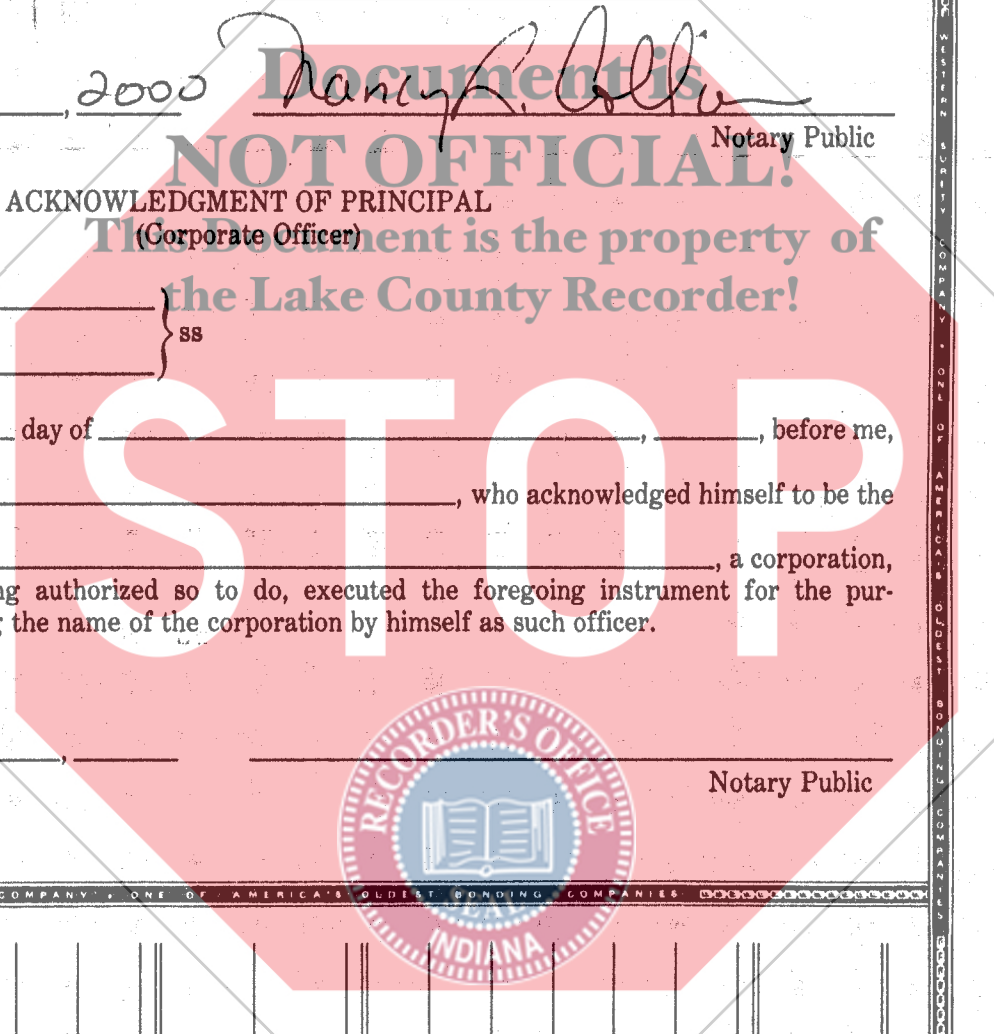 , 2000 Nancy R.
Notary Public
Document is
NOT OFFICIAL!
This Document is the property of
the Lake County Recorder!
ACKNOWLEDGMENT OF PRINCIPAL
(Corporate Officer)
ss
day of , , before me,
, who acknowledged himself to be the
, a corporation,
authorized so to do, executed the foregoing instrument for the pur-
the name of the corporation by himself as such officer.
STOP
,
Notary Public
RECORDER'S OFFICE
SEAL
INDIANA
COMPANY • ONE OF AMERICA'S OLDEST BONDING COMPANIES
WESTERN SURETY COMPANY • ONE OF AMERICA'S OLDEST BONDING COMPANIES